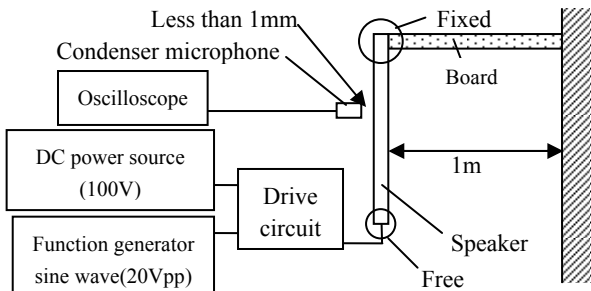 Less than 1mm
Fixed
Condenser microphone
Board
Oscilloscope
DC power source
(100V)
1m
Drive
circuit
Function generator
sine wave(20Vpp)
Speaker
Free